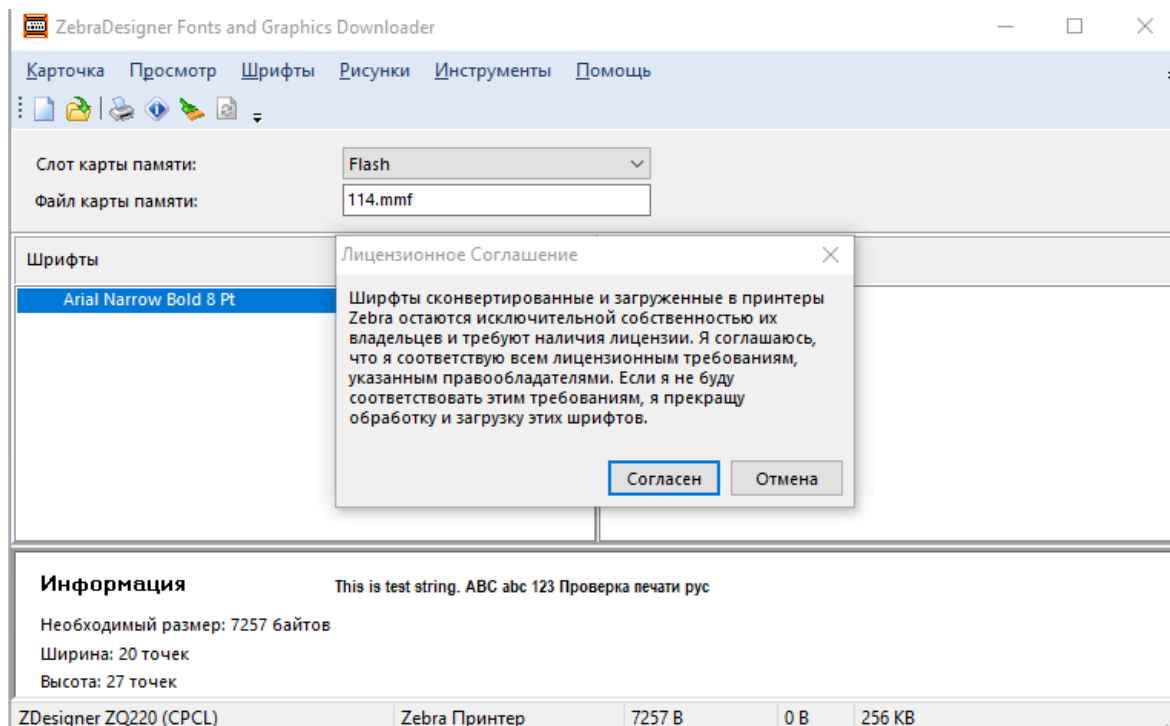 ZebraDesigner Fonts and Graphics Downloader
Карточка Просмотр Шрифты Рисунки Инструменты Помощь
Слот карты памяти: Flash
Файл карты памяти: 114.mmf
Шрифты
Arial Narrow Bold 8 Pt
Лицензионное Соглашение
Ширфты сконвертированные и загруженные в принтеры
Zebra остаются исключительной собственностью их
владельцев и требуют наличия лицензии. Я соглашаюсь,
что я соответствую всем лицензионным требованиям,
указанным правообладателями. Если я не буду
соответствовать этим требованиям, я прекращу
обработку и загрузку этих шрифтов.
Согласен Отмена
Информация This is test string. ABC abc 123 Проверка печати рус
Необходимый размер: 7257 байтов
Ширина: 20 точек
Высота: 27 точек
ZDesigner ZQ220 (CPCL) Zebra Принтер 7257 B 0 B 256 KB